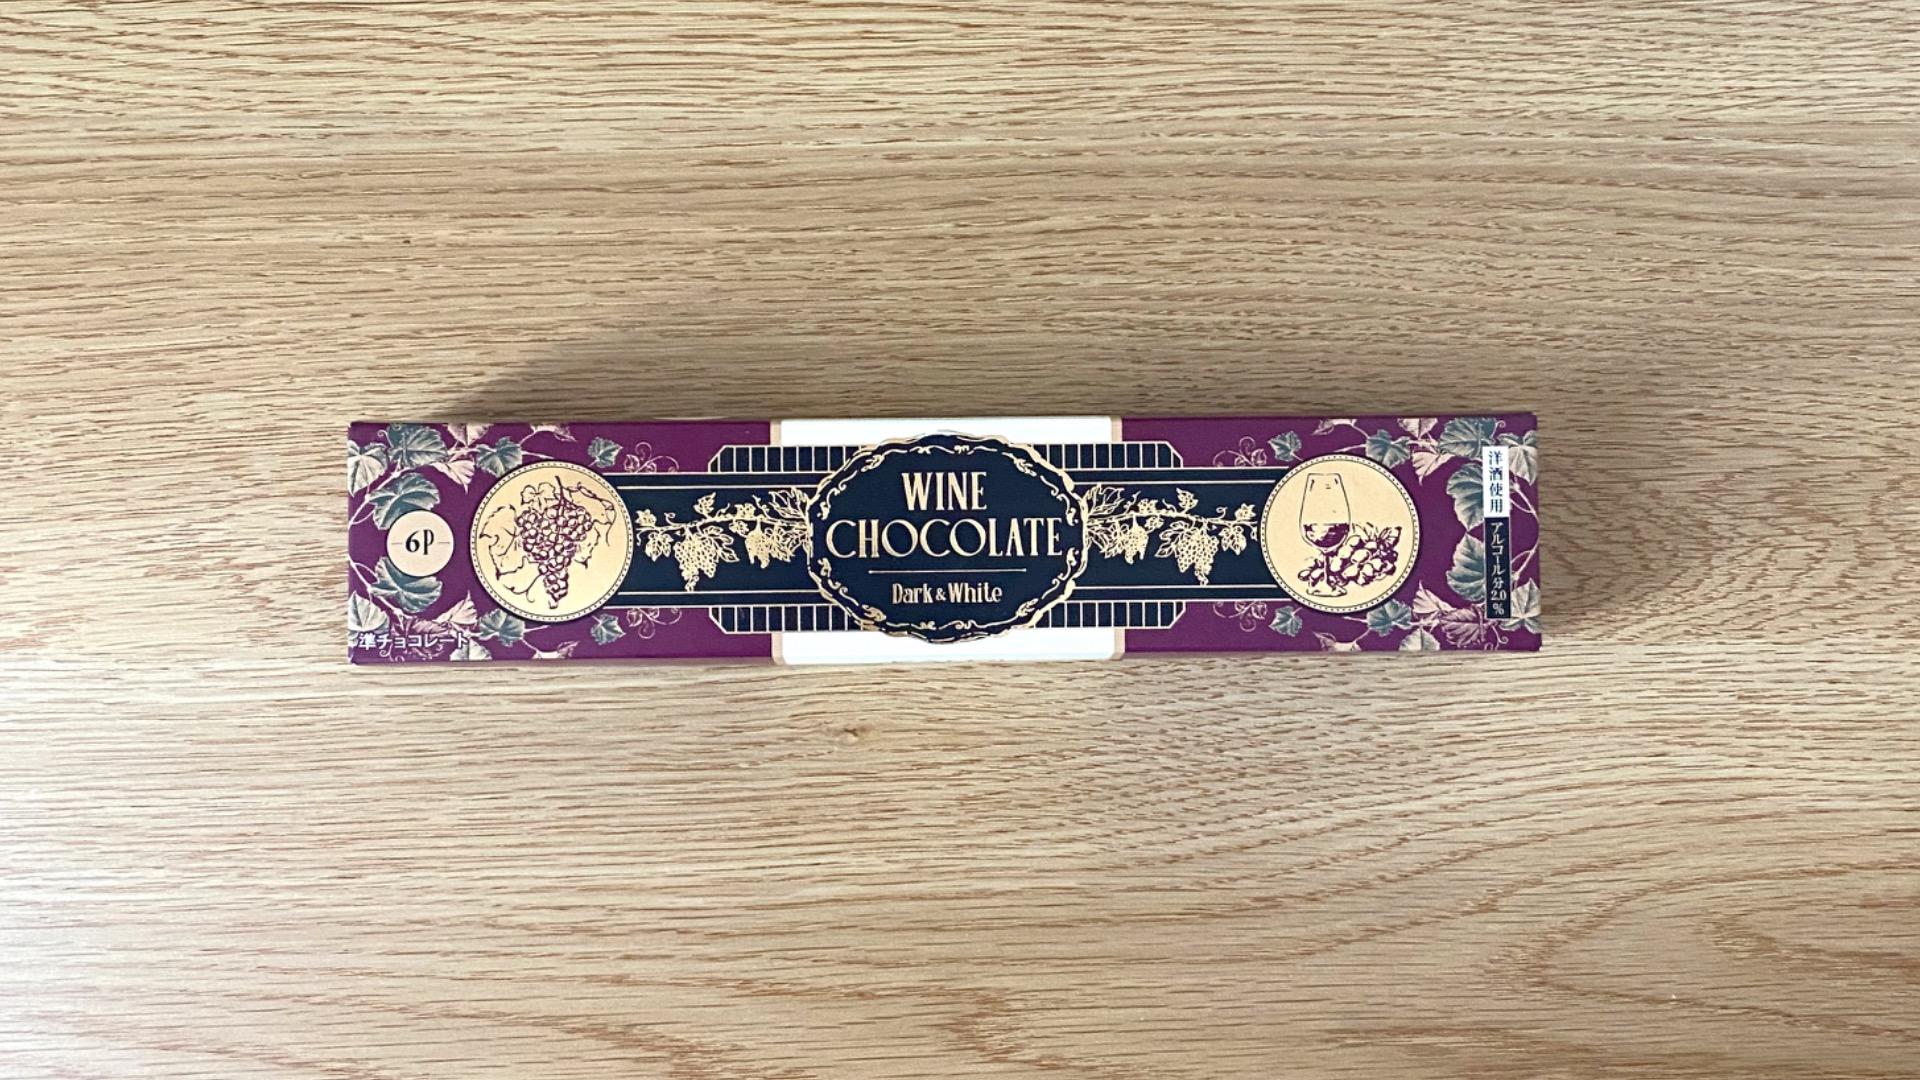 6P
準チョコレート
WINE
CHOCOLATE
Dark & White
洋酒使用
アルコール分2.0%